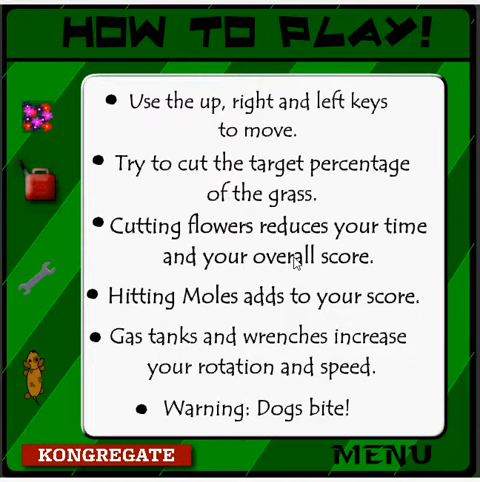 HOW TO PLAY!
• Use the up, right and left keys
to move.
• Try to cut the target percentage
of the grass.
• Cutting flowers reduces your time
and your overall score.
• Hitting Moles adds to your score.
• Gas tanks and wrenches increase
your rotation and speed.
• Warning: Dogs bite!
KONGREGATE
MENU